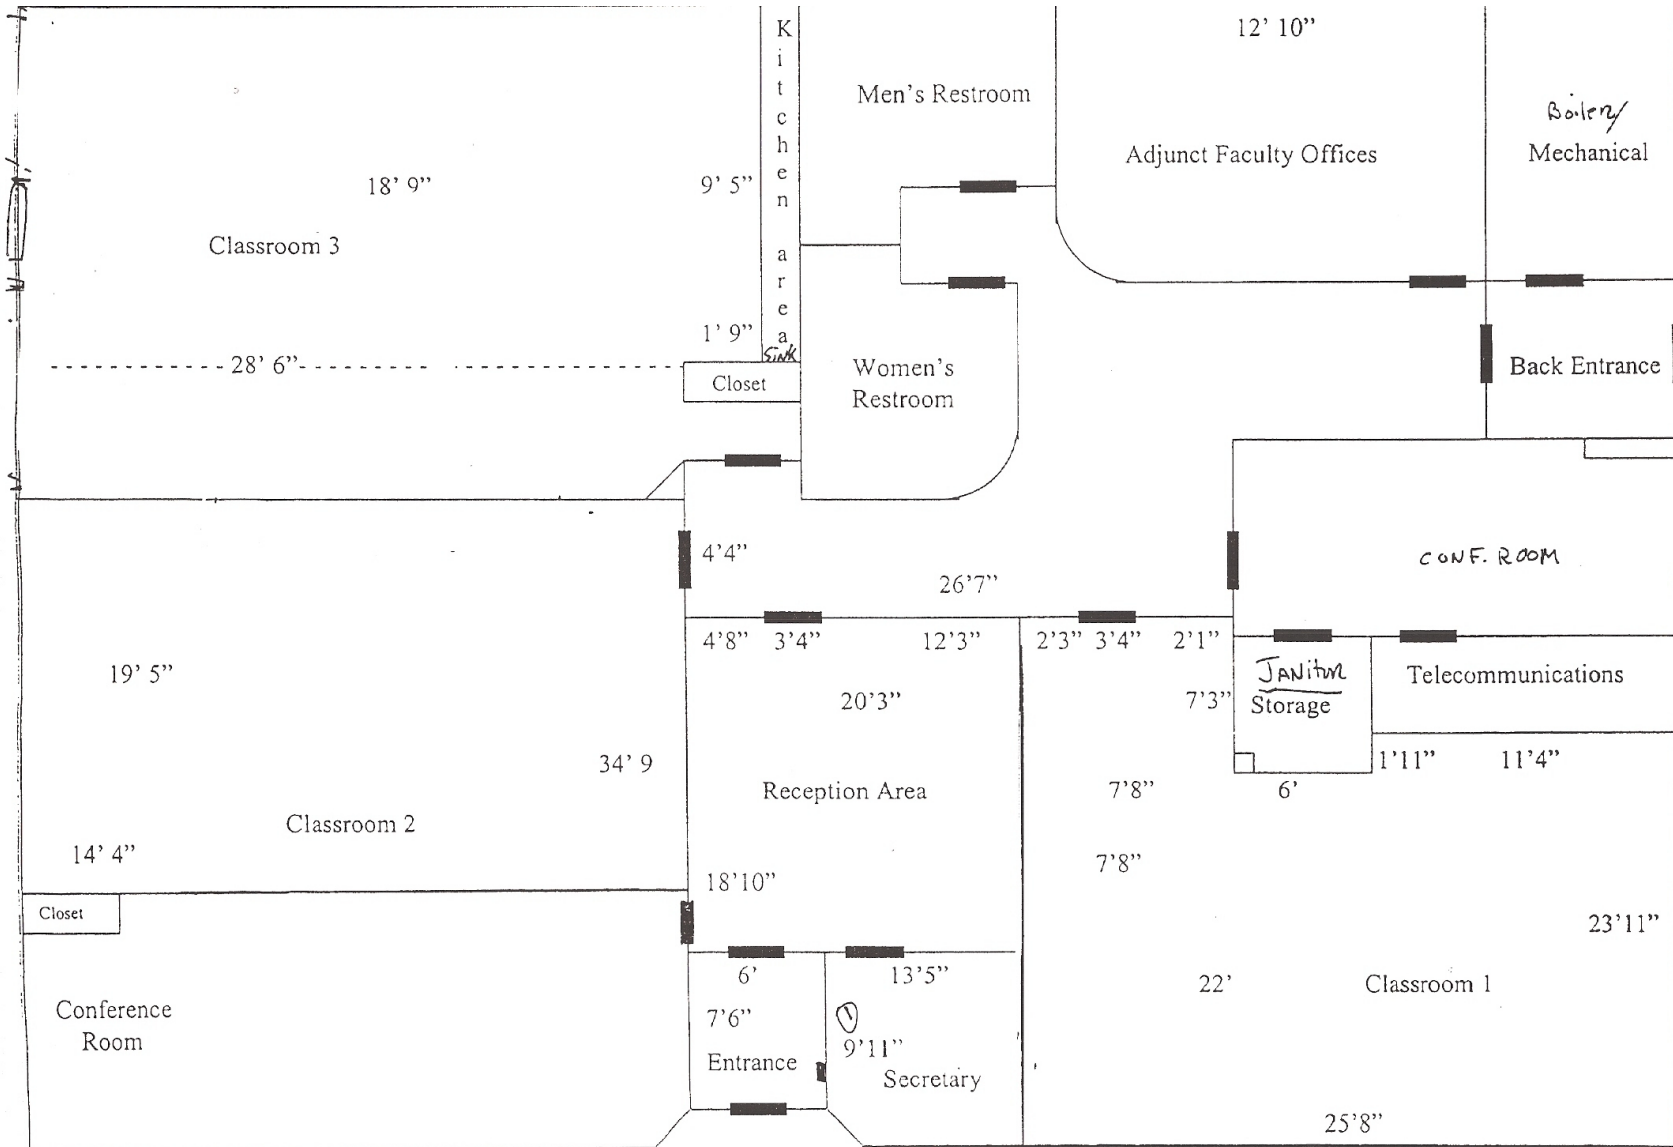 Kitchen area
12' 10"
Men's Restroom
Boiler/
Mechanical
Adjunct Faculty Offices
18' 9"
9' 5"
Classroom 3
1' 9"
SINK
28' 6"
Closet
Women's
Restroom
Back Entrance
4'4"
26'7"
CONF. ROOM
4'8" 3'4" 12'3" 2'3" 3'4" 2'1"
19' 5"
20'3"
7'3"
JANITOR
Storage
Telecommunications
34' 9
Reception Area
7'8"
6'
1'11"
11'4"
Classroom 2
14' 4"
7'8"
18'10"
Closet
23'11"
6'
13'5"
22'
Classroom 1
Conference
Room
7'6"
9'11"
Entrance
Secretary
25'8"